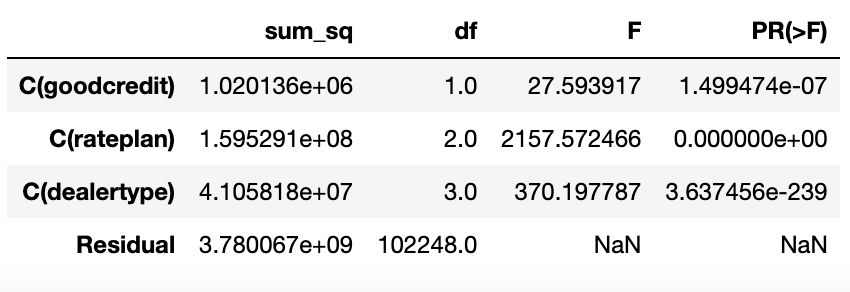 sum_sq df F PR(>F)
C(goodcredit) 1.020136e+06 1.0 27.593917 1.499474e-07
C(rateplan) 1.595291e+08 2.0 2157.572466 0.000000e+00
C(dealertype) 4.105818e+07 3.0 370.197787 3.637456e-239
Residual 3.780067e+09 102248.0 NaN NaN